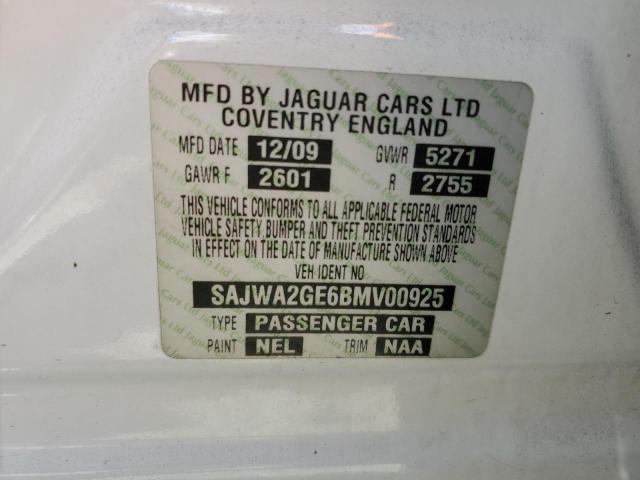 MFD BY JAGUAR CARS LTD
COVENTRY ENGLAND
MFD DATE 12/09 GVWR 5271
GAWR F 2601 R 2755
THIS VEHICLE CONFORMS TO ALL APPLICABLE FEDERAL MOTOR
VEHICLE SAFETY, BUMPER AND THEFT PREVENTION STANDARDS
IN EFFECT ON THE DATE OF MANUFACTURE SHOWN ABOVE
VEH IDENT NO
SAJWA2GE6BMV00925
TYPE PASSENGER CAR
PAINT NEL TRIM NAA